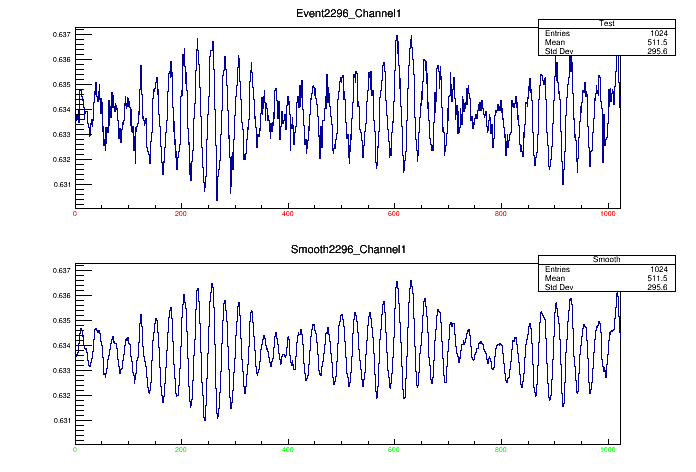 Event2296_Channel1
Test
Entries 1024
Mean 511.5
Std Dev 295.6
0.637
0.636
0.635
0.634
0.633
0.632
0.631
0 200 400 600 800 1000
Smooth2296_Channel1
Smooth
Entries 1024
Mean 511.5
Std Dev 295.6
0.637
0.636
0.635
0.634
0.633
0.632
0.631
0 200 400 600 800 1000